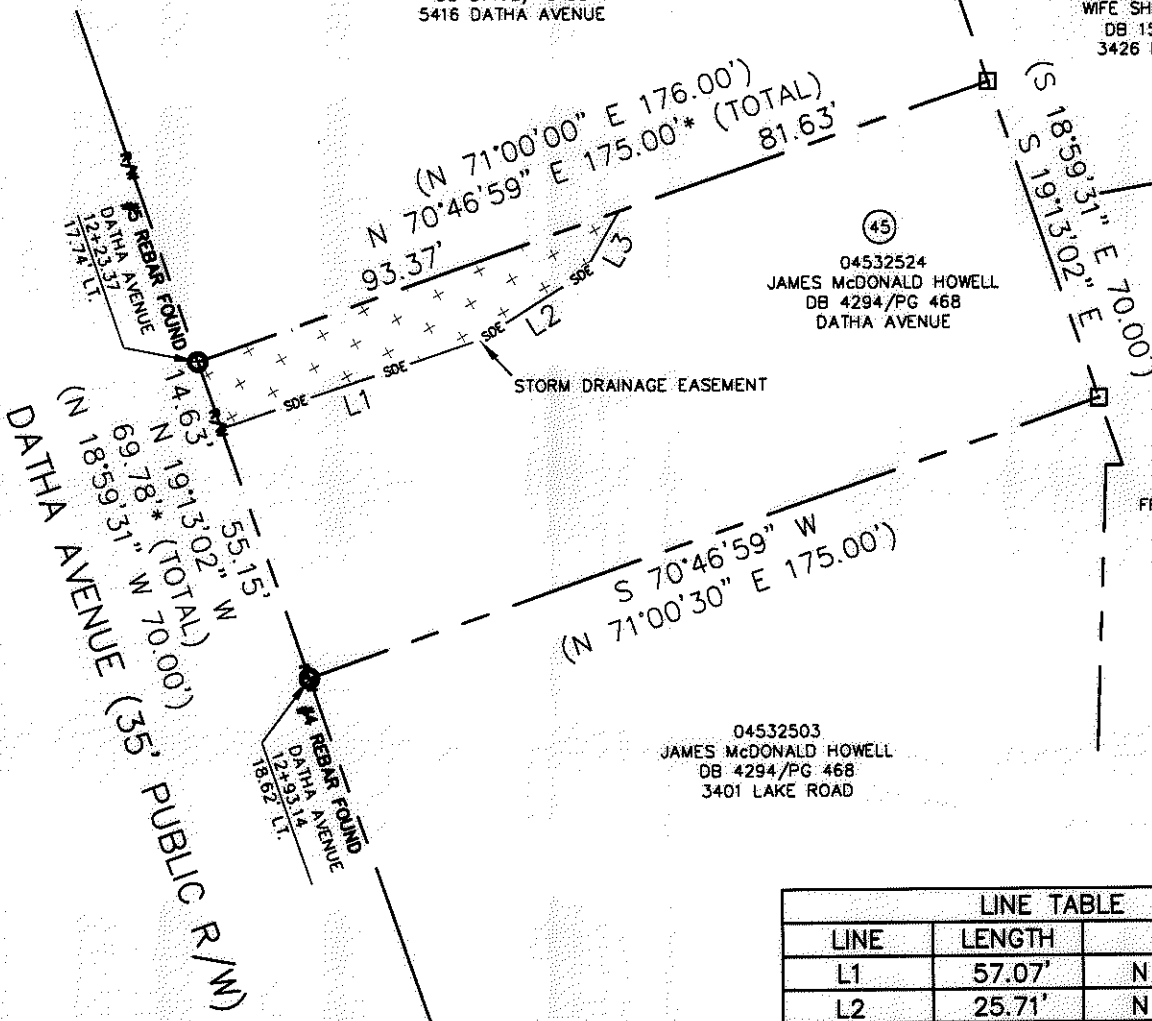 5416 DATHA AVENUE
WIFE SH
DB 15
3426
(N 71°00'00" E 176.00')
N 70°46'59" E 175.00'* (TOTAL)
93.37'
81.63'
(S 18°59'31" E 70.00')
S 19°13'02" E
R/W
#5 REBAR FOUND
DATHA AVENUE
12+23.37
17.74' LT.
45
04532524
JAMES McDONALD HOWELL
DB 4294/PG 468
DATHA AVENUE
SDE
L3
SDE
L2
SDE
L1
SDE
STORM DRAINAGE EASEMENT
14.63'
R/W
55.15'
N 19°13'02" W
69.78'* (TOTAL)
(N 18°59'31" W 70.00')
DATHA AVENUE (35' PUBLIC R/W)
S 70°46'59" W
(N 71°00'30" E 175.00')
#4 REBAR FOUND
DATHA AVENUE
12+93.14
18.62' LT.
04532503
JAMES McDONALD HOWELL
DB 4294/PG 468
3401 LAKE ROAD
LINE TABLE
LINE LENGTH
L1 57.07' N
L2 25.71' N